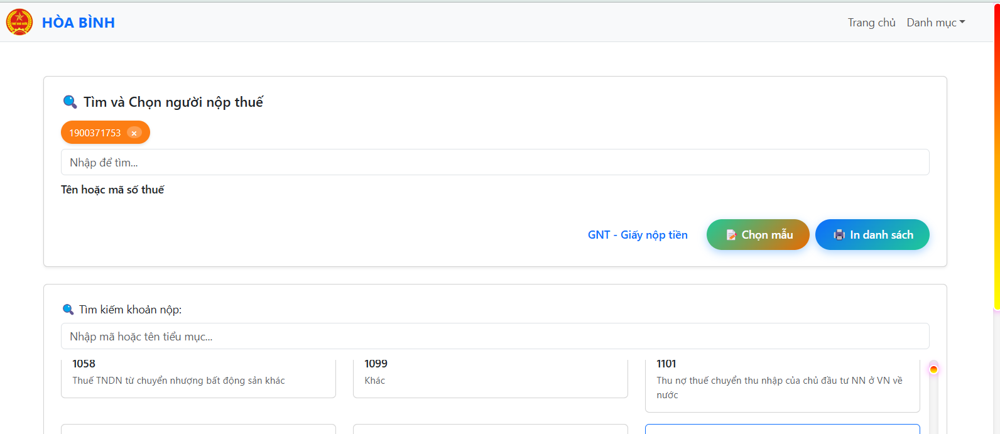 HÒA BÌNH
Trang chủ
Danh mục
Tìm và Chọn người nộp thuế
1900371753 ×
Nhập để tìm...
Tên hoặc mã số thuế
GNT - Giấy nộp tiền
Chọn mẫu
In danh sách
Tìm kiếm khoản nộp:
Nhập mã hoặc tên tiểu mục...
1058
Thuế TNDN từ chuyển nhượng bất động sản khác
1099
Khác
1101
Thu nợ thuế chuyển thu nhập của chủ đầu tư NN ở VN về
nước